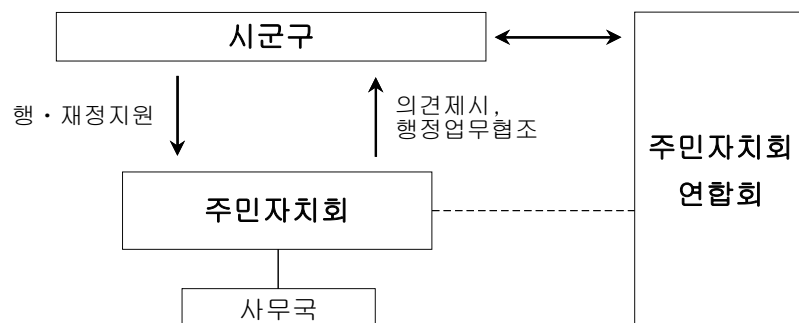 시군구
행・재정지원
의견제시,
행정업무협조
주민자치회
연합회
주민자치회
사무국